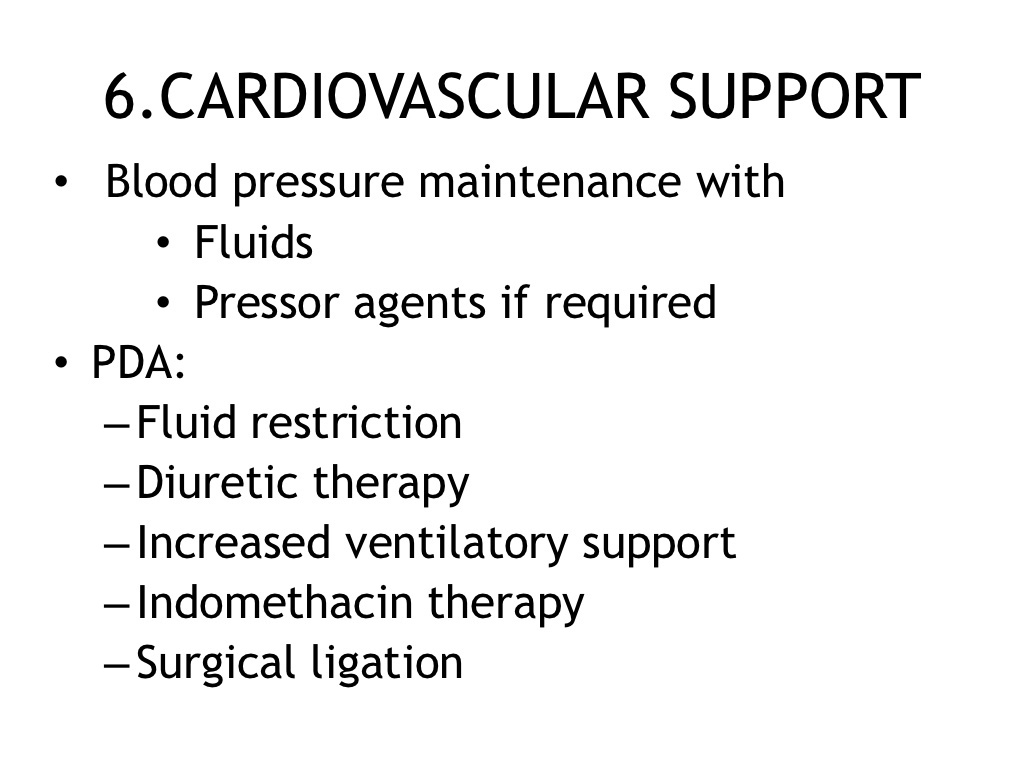 6.CARDIOVASCULAR SUPPORT
• Blood pressure maintenance with
• Fluids
• Pressor agents if required
• PDA:
–Fluid restriction
–Diuretic therapy
–Increased ventilatory support
–Indomethacin therapy
–Surgical ligation